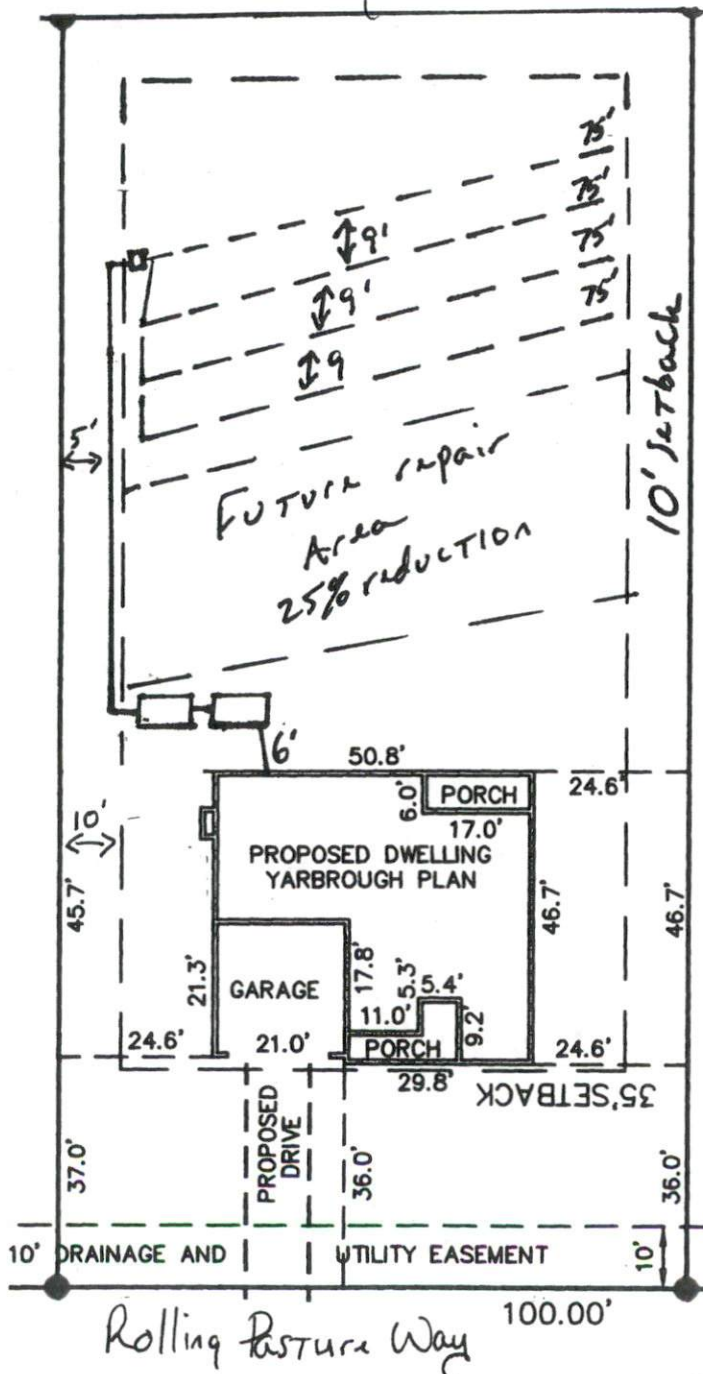 75'
75'
9'
75'
9'
75'
9
10' setback
5'
Future repair
Area
25% reduction
6'
50.8'
6.0'
PORCH
24.6'
17.0'
10'
PROPOSED DWELLING
YARBROUGH PLAN
45.7'
46.7'
46.7'
21.3'
GARAGE
17.8'
5.3'
5.4'
11.0'
9.2'
24.6'
21.0'
PORCH
24.6'
29.8'
35' SETBACK
37.0'
PROPOSED
DRIVE
36.0'
36.0'
10' DRAINAGE AND UTILITY EASEMENT
10'
100.00'
Rolling Pasture Way